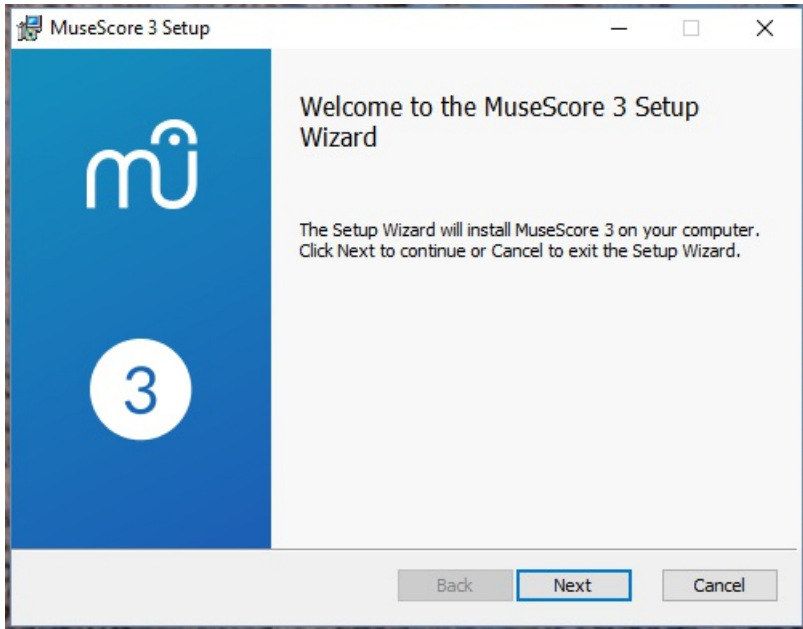 MuseScore 3 Setup
Welcome to the MuseScore 3 Setup
Wizard
The Setup Wizard will install MuseScore 3 on your computer.
Click Next to continue or Cancel to exit the Setup Wizard.
mu
3
Back Next Cancel